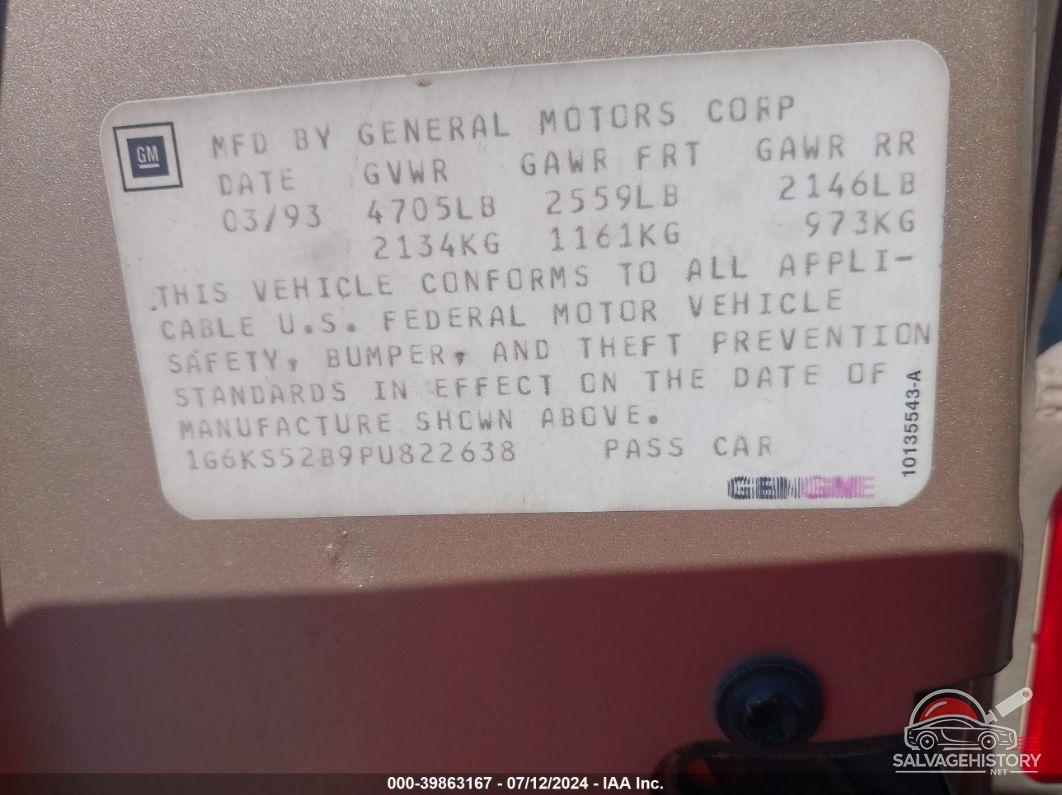 GM
MFD BY GENERAL MOTORS CORP
DATE GVWR GAWR FRT GAWR RR
03/93 4705LB 2559LB 2146LB
2134KG 1161KG 973KG
THIS VEHICLE CONFORMS TO ALL APPLI-
CABLE U.S. FEDERAL MOTOR VEHICLE
SAFETY, BUMPER, AND THEFT PREVENTION
STANDARDS IN EFFECT ON THE DATE OF
MANUFACTURE SHOWN ABOVE.
1G6KS52B9PU822638 PASS CAR
10135543-A
SALVAGEHISTORY
.NET
000-39863167 - 07/12/2024 - IAA Inc.